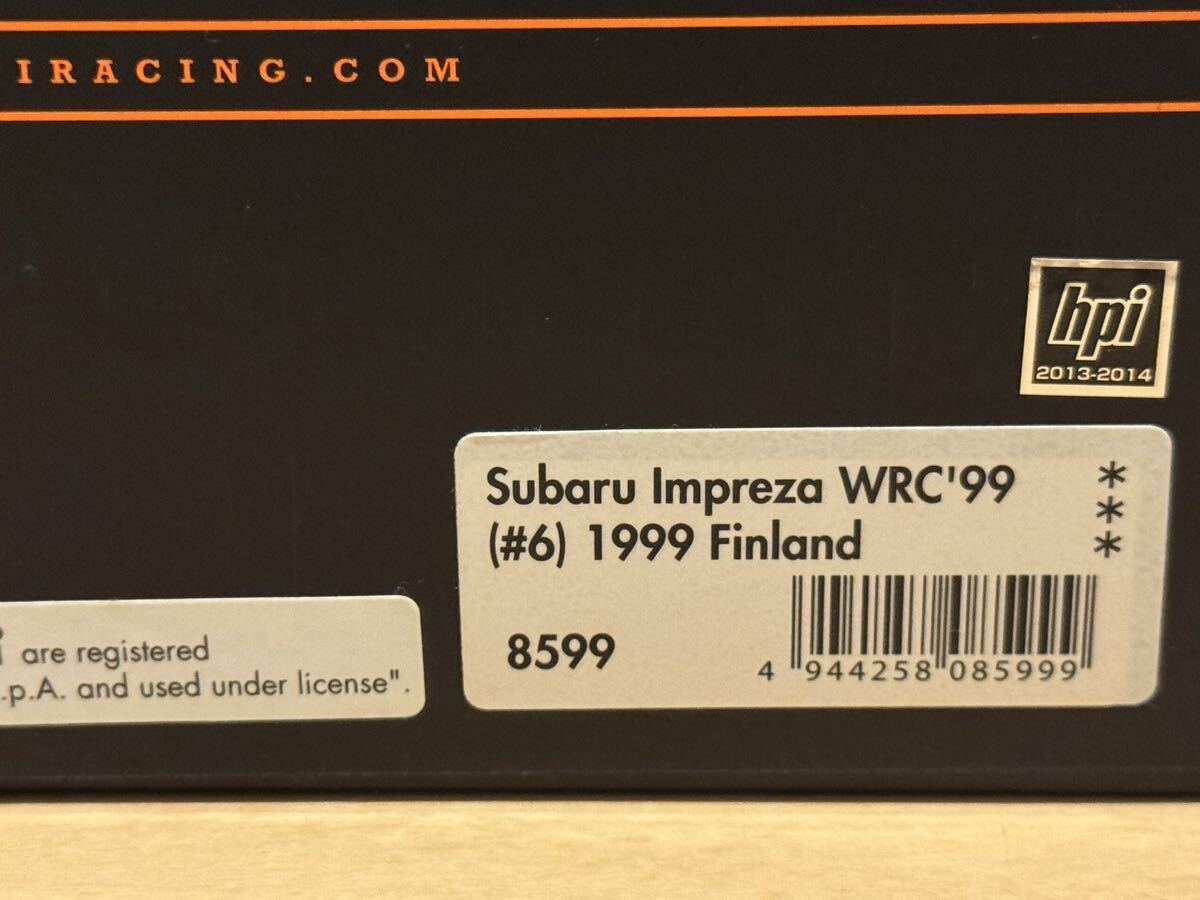 IRACING.COM
hpi
2013-2014
Subaru Impreza WRC'99
(#6) 1999 Finland
***
8599
4 944258 085999
i are registered
.p.A. and used under license".